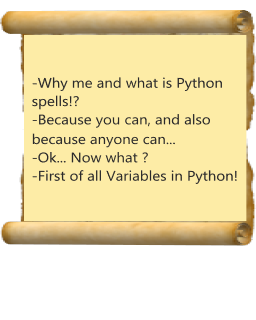 -Why me and what is Python
spells!?
-Because you can, and also
because anyone can...
-Ok... Now what ?
-First of all Variables in Python!